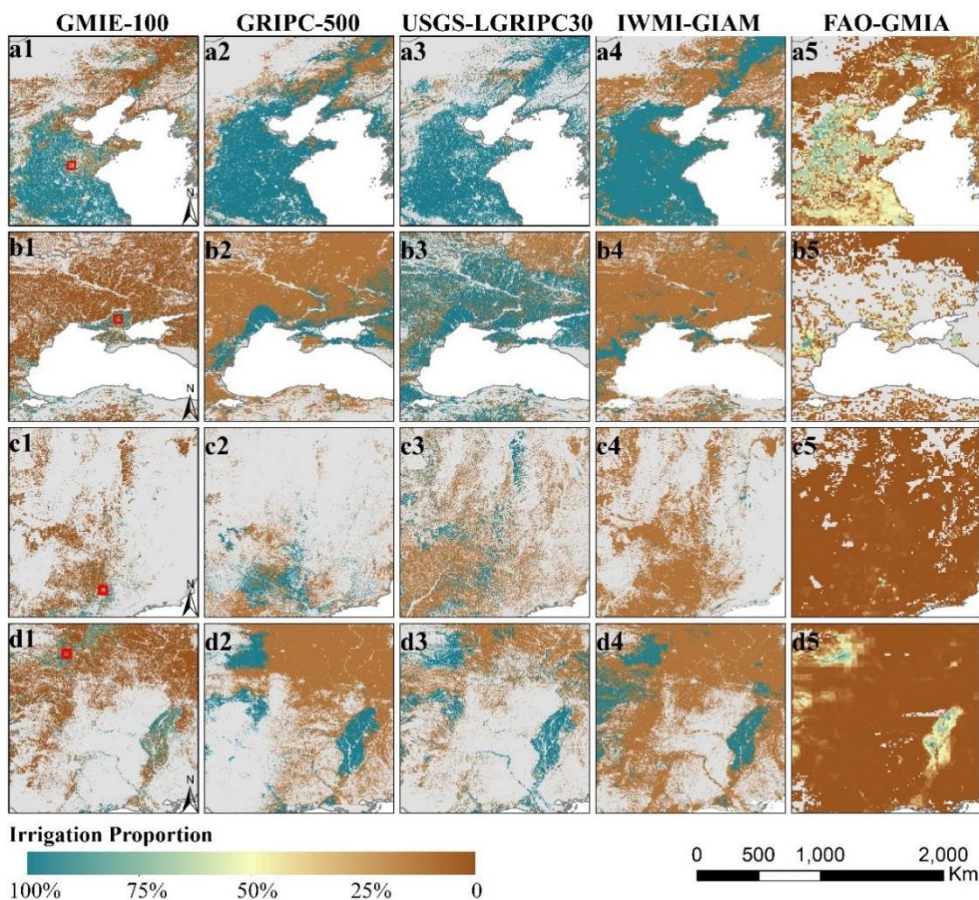 GMIE-100 GRIPC-500 USGS-LGRIPC30 IWMI-GIAM FAO-GMIA
a1 a2 a3 a4 a5
N
b1 b2 b3 b4 b5
N
c1 c2 c3 c4 c5
N
d1 d2 d3 d4 d5
N
Irrigation Proportion
100% 75% 50% 25% 0
0 500 1,000 2,000
Km